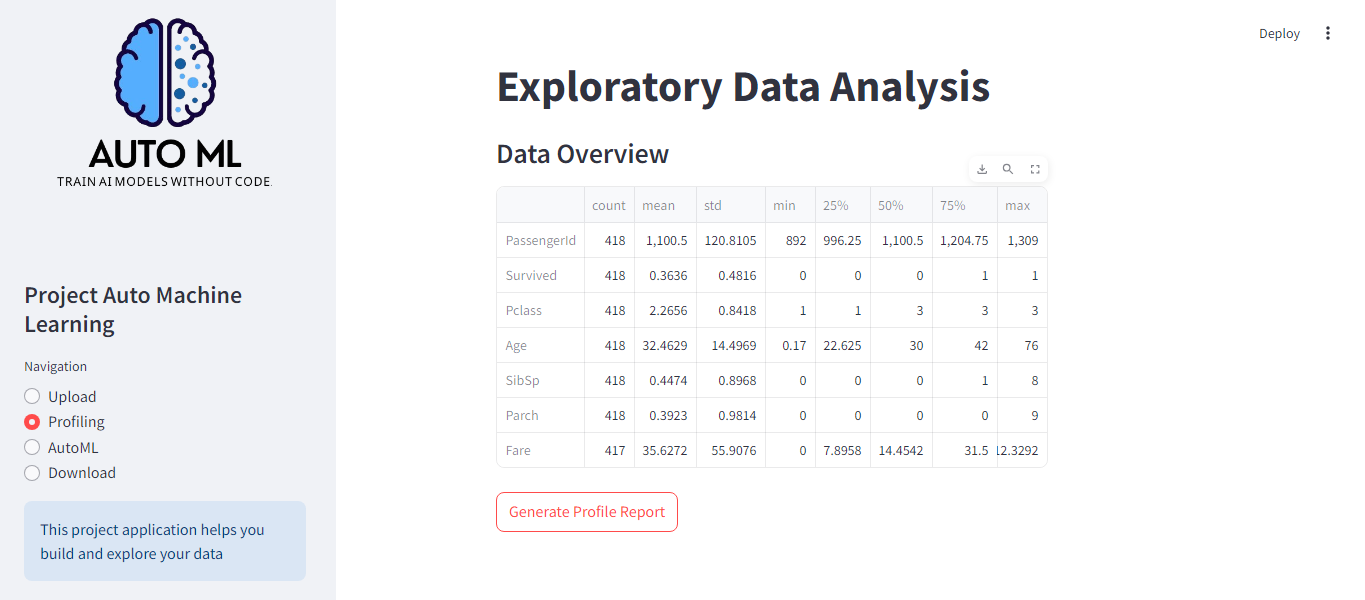 Deploy
AUTO ML
TRAIN AI MODELS WITHOUT CODE.
Project Auto Machine
Learning
Navigation
Upload
Profiling
AutoML
Download
This project application helps you
build and explore your data
Exploratory Data Analysis
Data Overview
count mean std min 25% 50% 75% max
PassengerId 418 1,100.5 120.8105 892 996.25 1,100.5 1,204.75 1,309
Survived 418 0.3636 0.4816 0 0 0 1 1
Pclass 418 2.2656 0.8418 1 1 3 3 3
Age 418 32.4629 14.4969 0.17 22.625 30 42 76
SibSp 418 0.4474 0.8968 0 0 0 1 8
Parch 418 0.3923 0.9814 0 0 0 0 9
Fare 417 35.6272 55.9076 0 7.8958 14.4542 31.5
Generate Profile Report